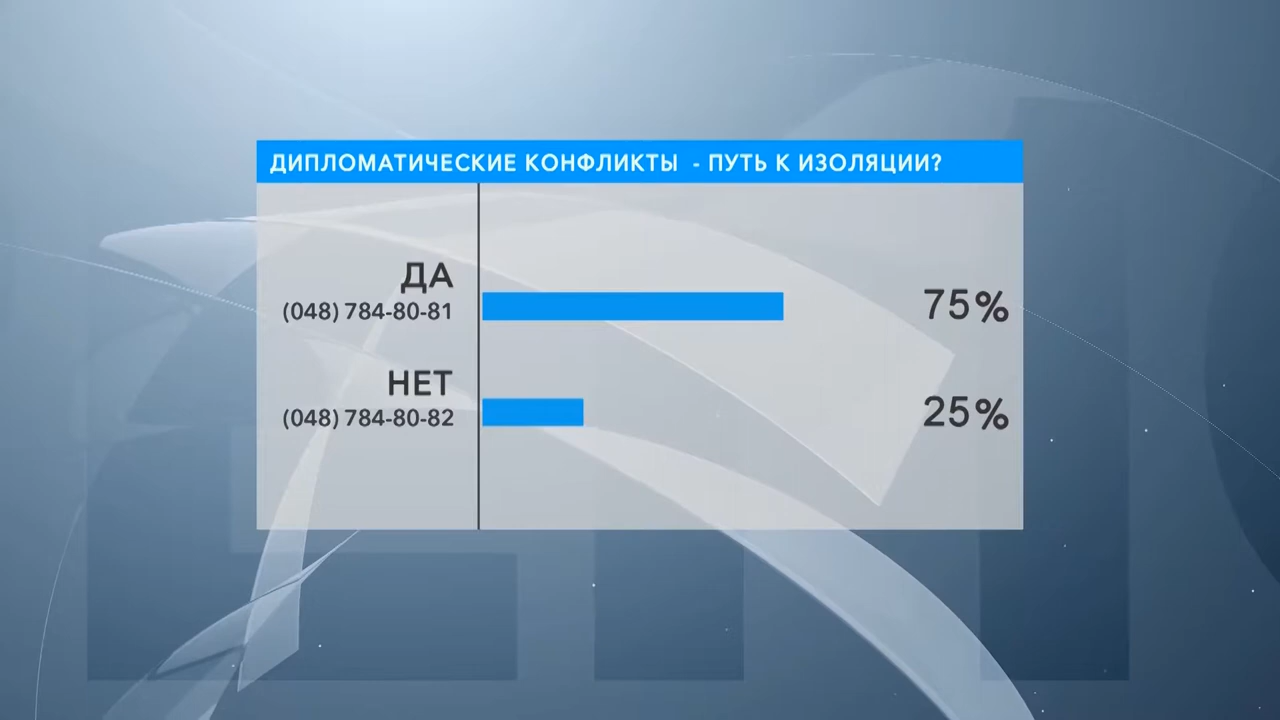 ДИПЛОМАТИЧЕСКИЕ КОНФЛИКТЫ - ПУТЬ К ИЗОЛЯЦИИ?
ДА
(048) 784-80-81
75%
НЕТ
(048) 784-80-82
25%